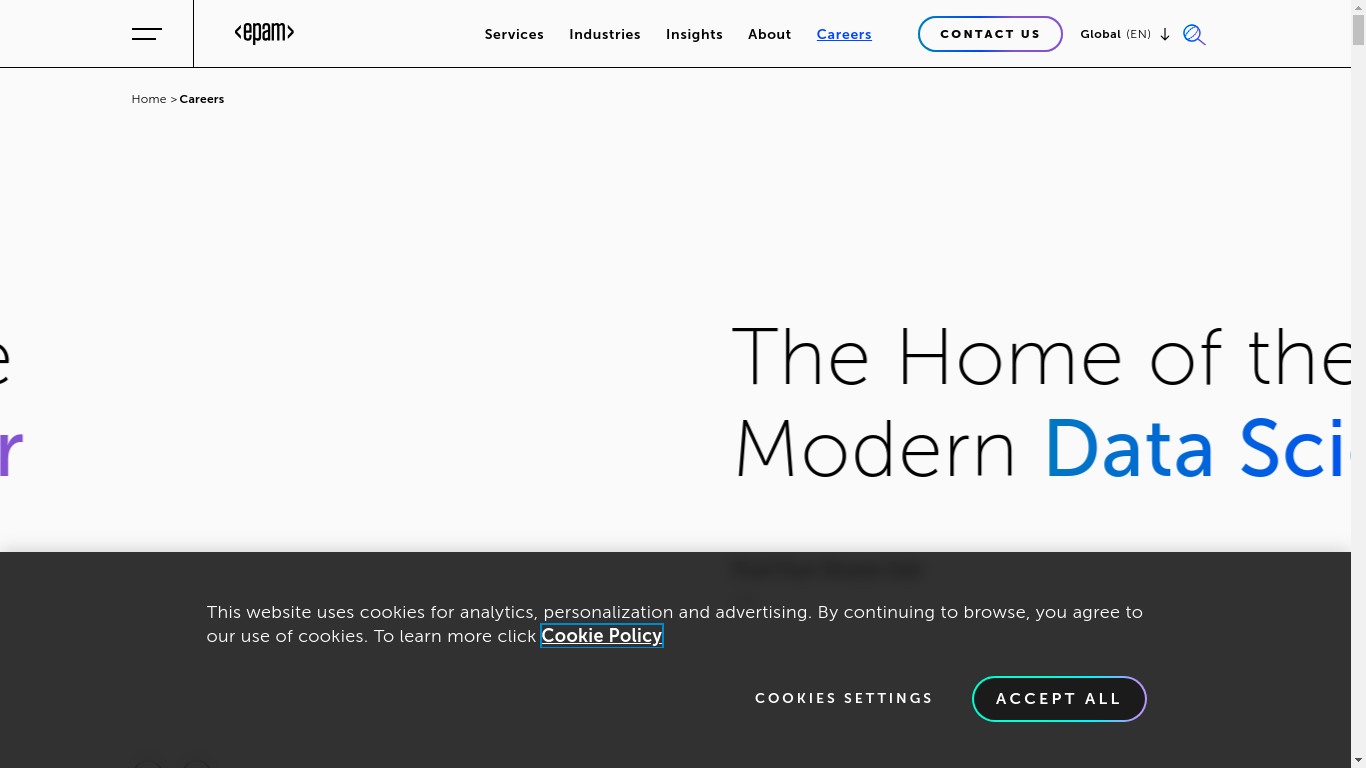 <epam>
Services Industries Insights About Careers CONTACT US Global (EN)
Home > Careers
e
r
The Home of the
Modern Data Sci
This website uses cookies for analytics, personalization and advertising. By continuing to browse, you agree to
our use of cookies. To learn more click Cookie Policy
COOKIES SETTINGS ACCEPT ALL